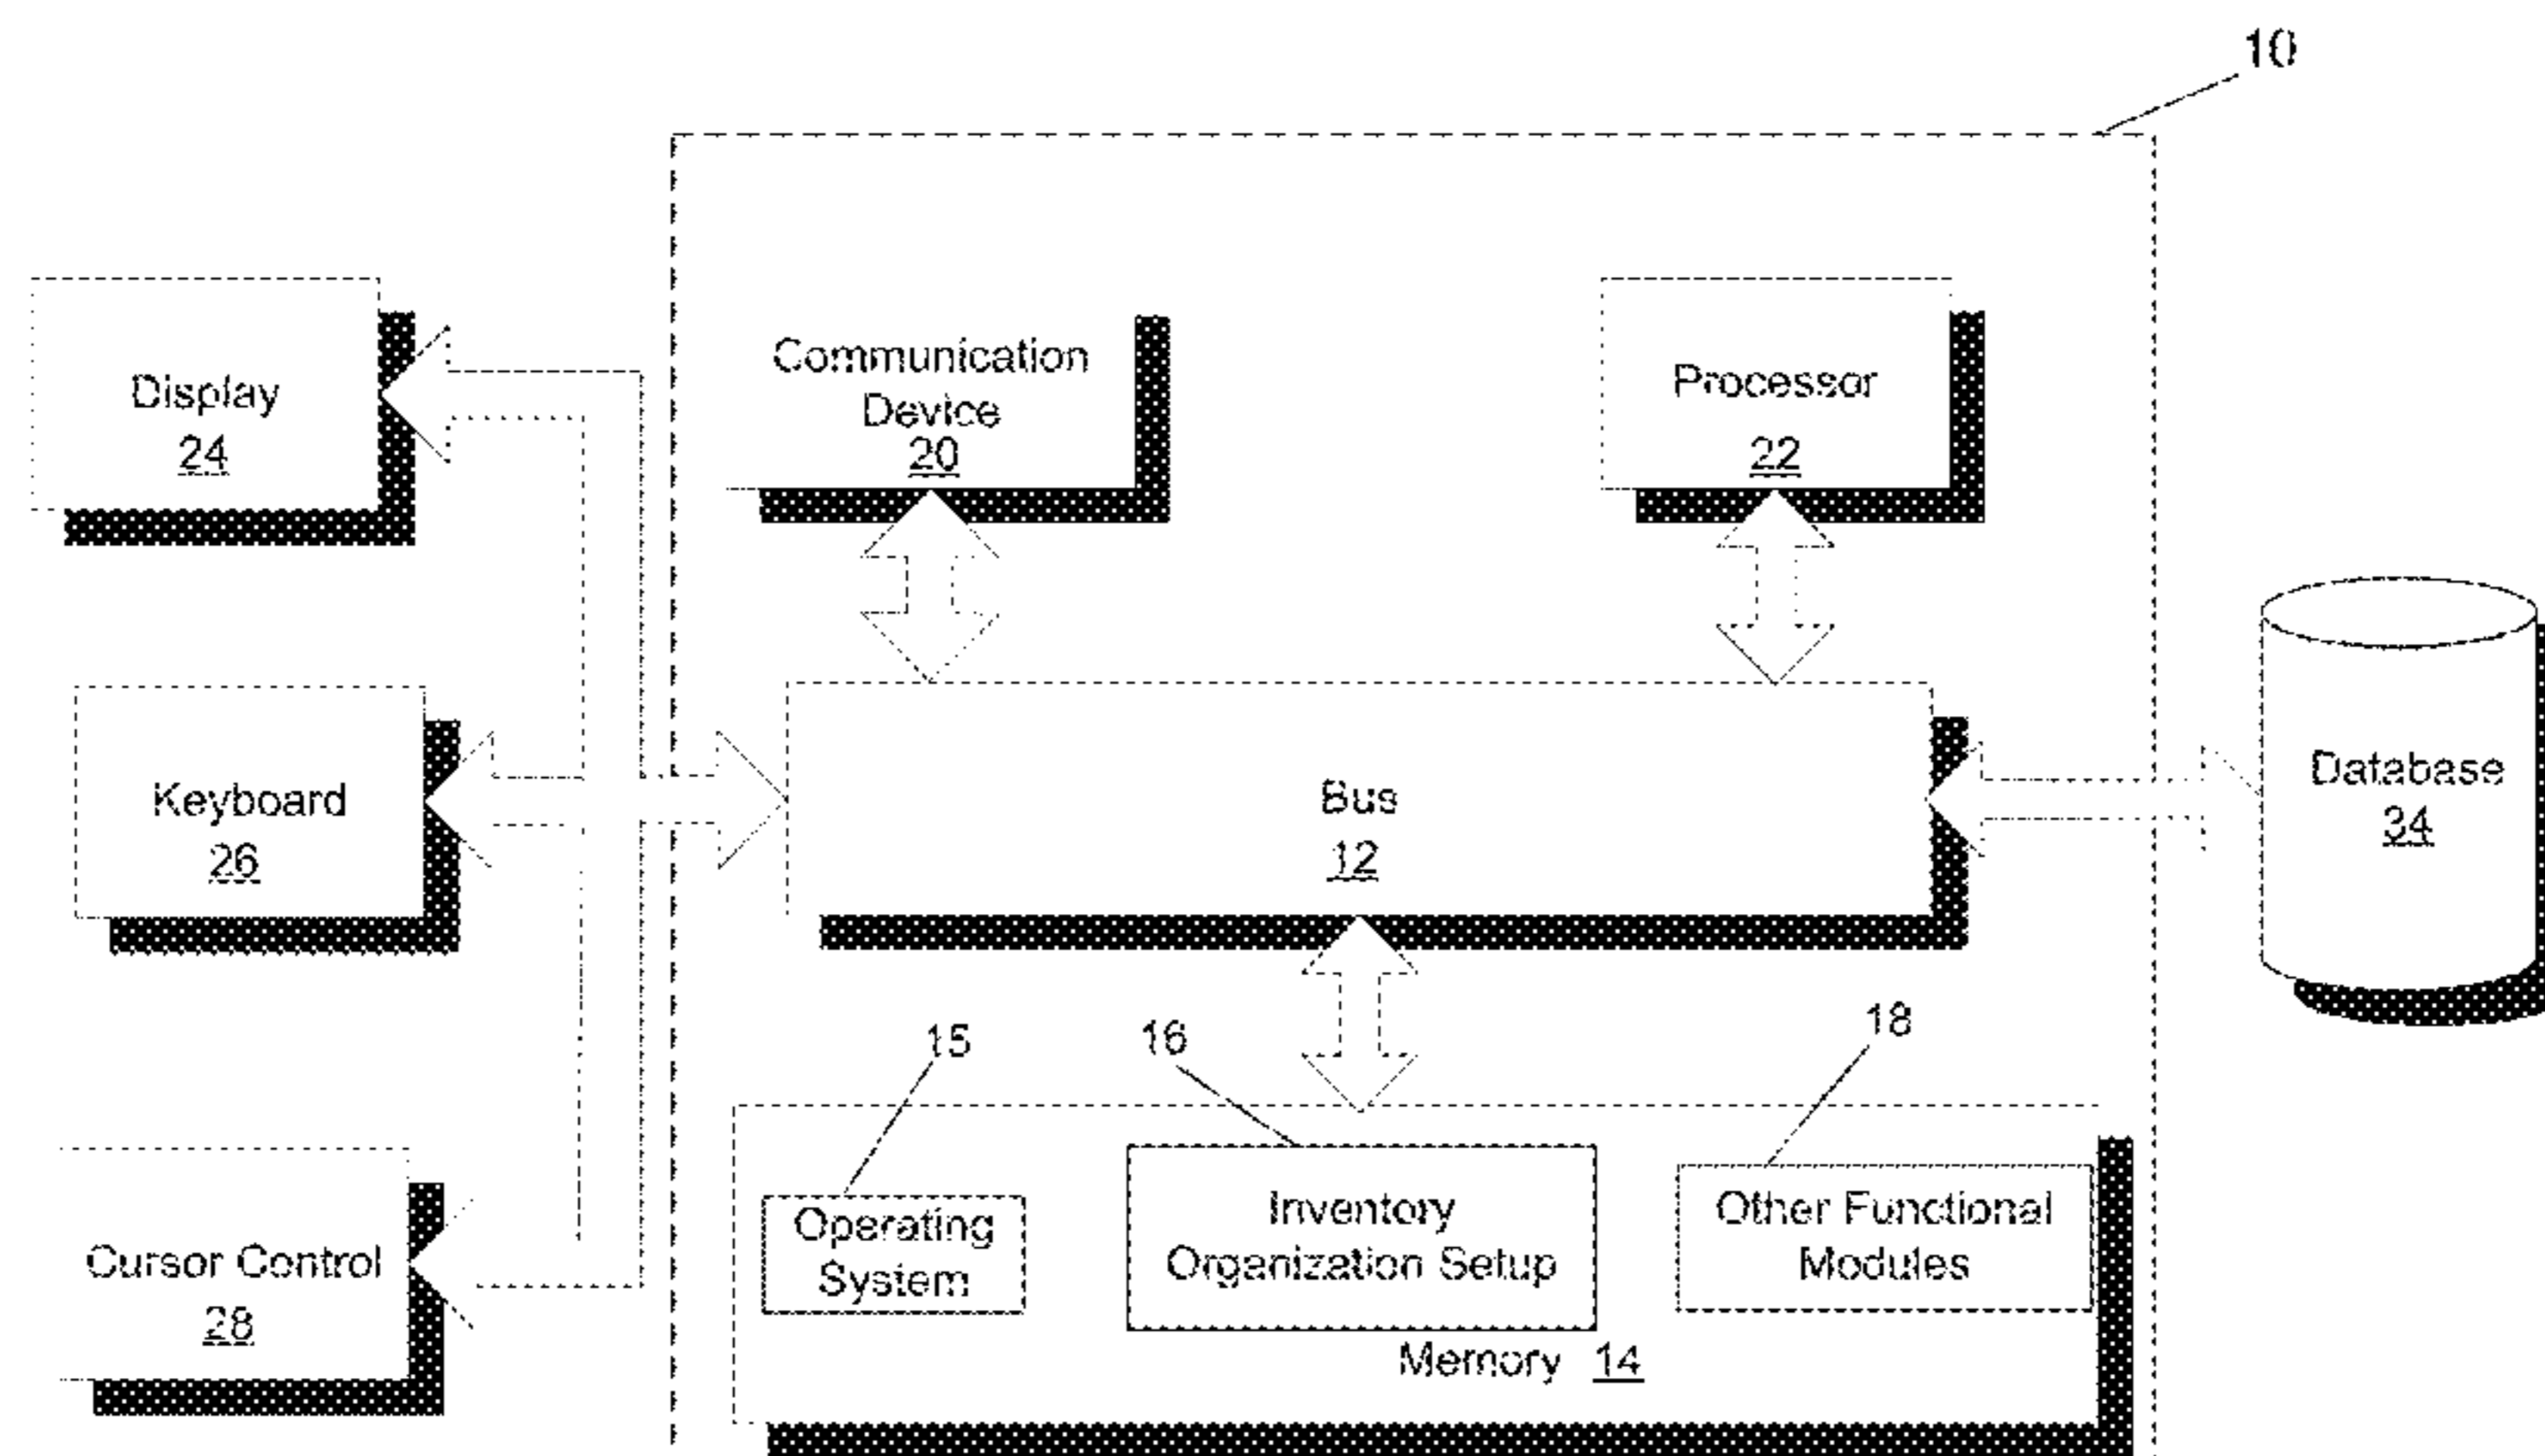 10
Communication
Device
20
Processor
22
Display
24
Keyboard
26
Bus
12
Database
34
15
16
18
Operating
System
Inventory
Organization Setup
Other Functional
Modules
Cursor Control
28
Memory 14